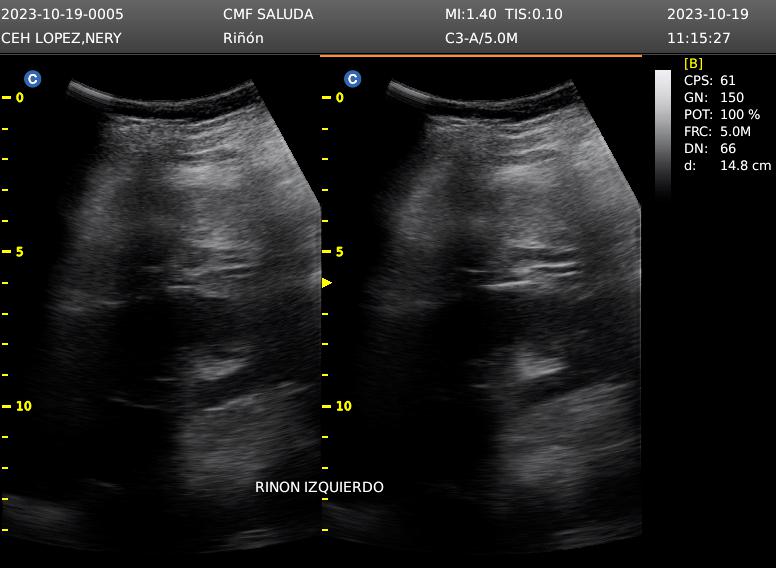 2023-10-19-0005 CMF SALUDA MI:1.40 TIS:0.10 2023-10-19
CEH LOPEZ,NERY Riñón C3-A/5.0M 11:15:27
C C [B]
0 0 CPS: 61
GN: 150
POT: 100 %
FRC: 5.0M
DN: 66
d: 14.8 cm
5 5
10 10
RINON IZQUIERDO